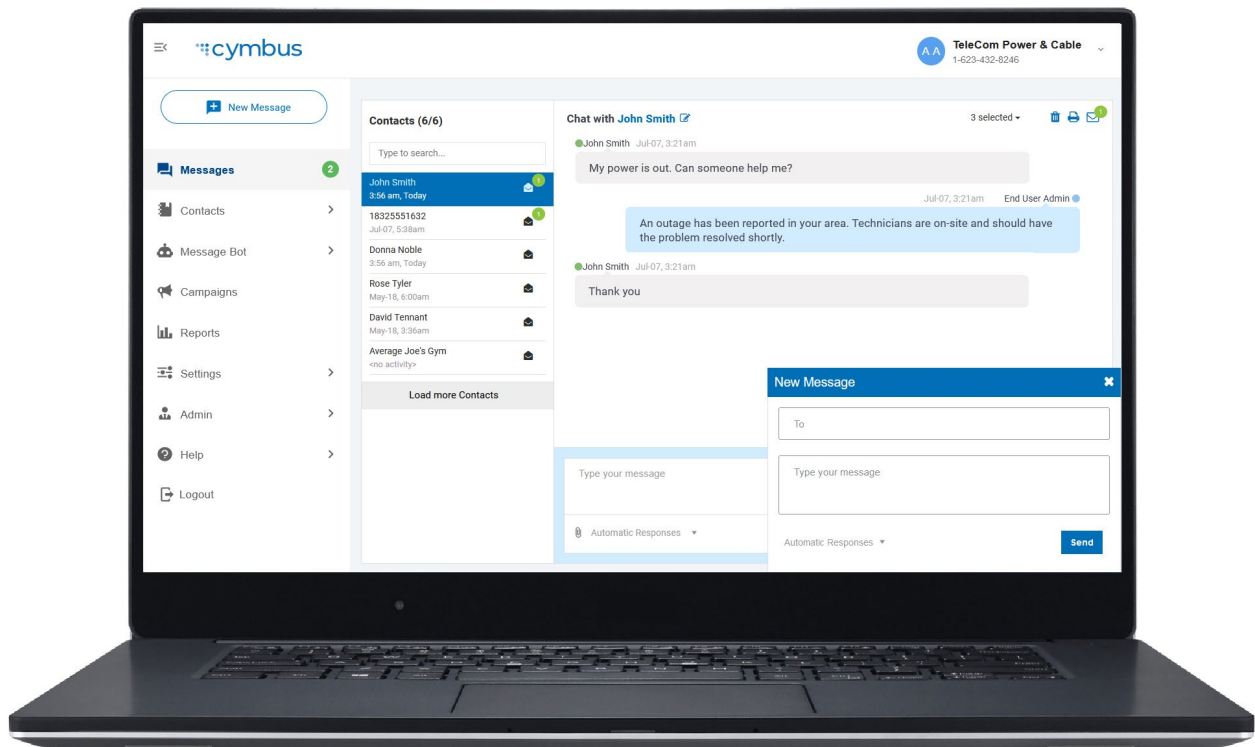 cymbus
AA
TeleCom Power & Cable
1-623-432-8246
New Message
Messages
2
Contacts
Message Bot
Campaigns
Reports
Settings
Admin
Help
Logout
Contacts (6/6)
Type to search...
John Smith
3:56 am, Today
1
18325551632
Jul-07, 5:38am
1
Donna Noble
3:56 am, Today
Rose Tyler
May-18, 6:00am
David Tennant
May-18, 3:36am
Average Joe's Gym
<no activity>
Load more Contacts
Chat with John Smith
3 selected
1
John Smith Jul-07, 3:21am
My power is out. Can someone help me?
Jul-07, 3:21am End User Admin
An outage has been reported in your area. Technicians are on-site and should have
the problem resolved shortly.
John Smith Jul-07, 3:21am
Thank you
Type your message
Automatic Responses
New Message
To
Type your message
Automatic Responses
Send